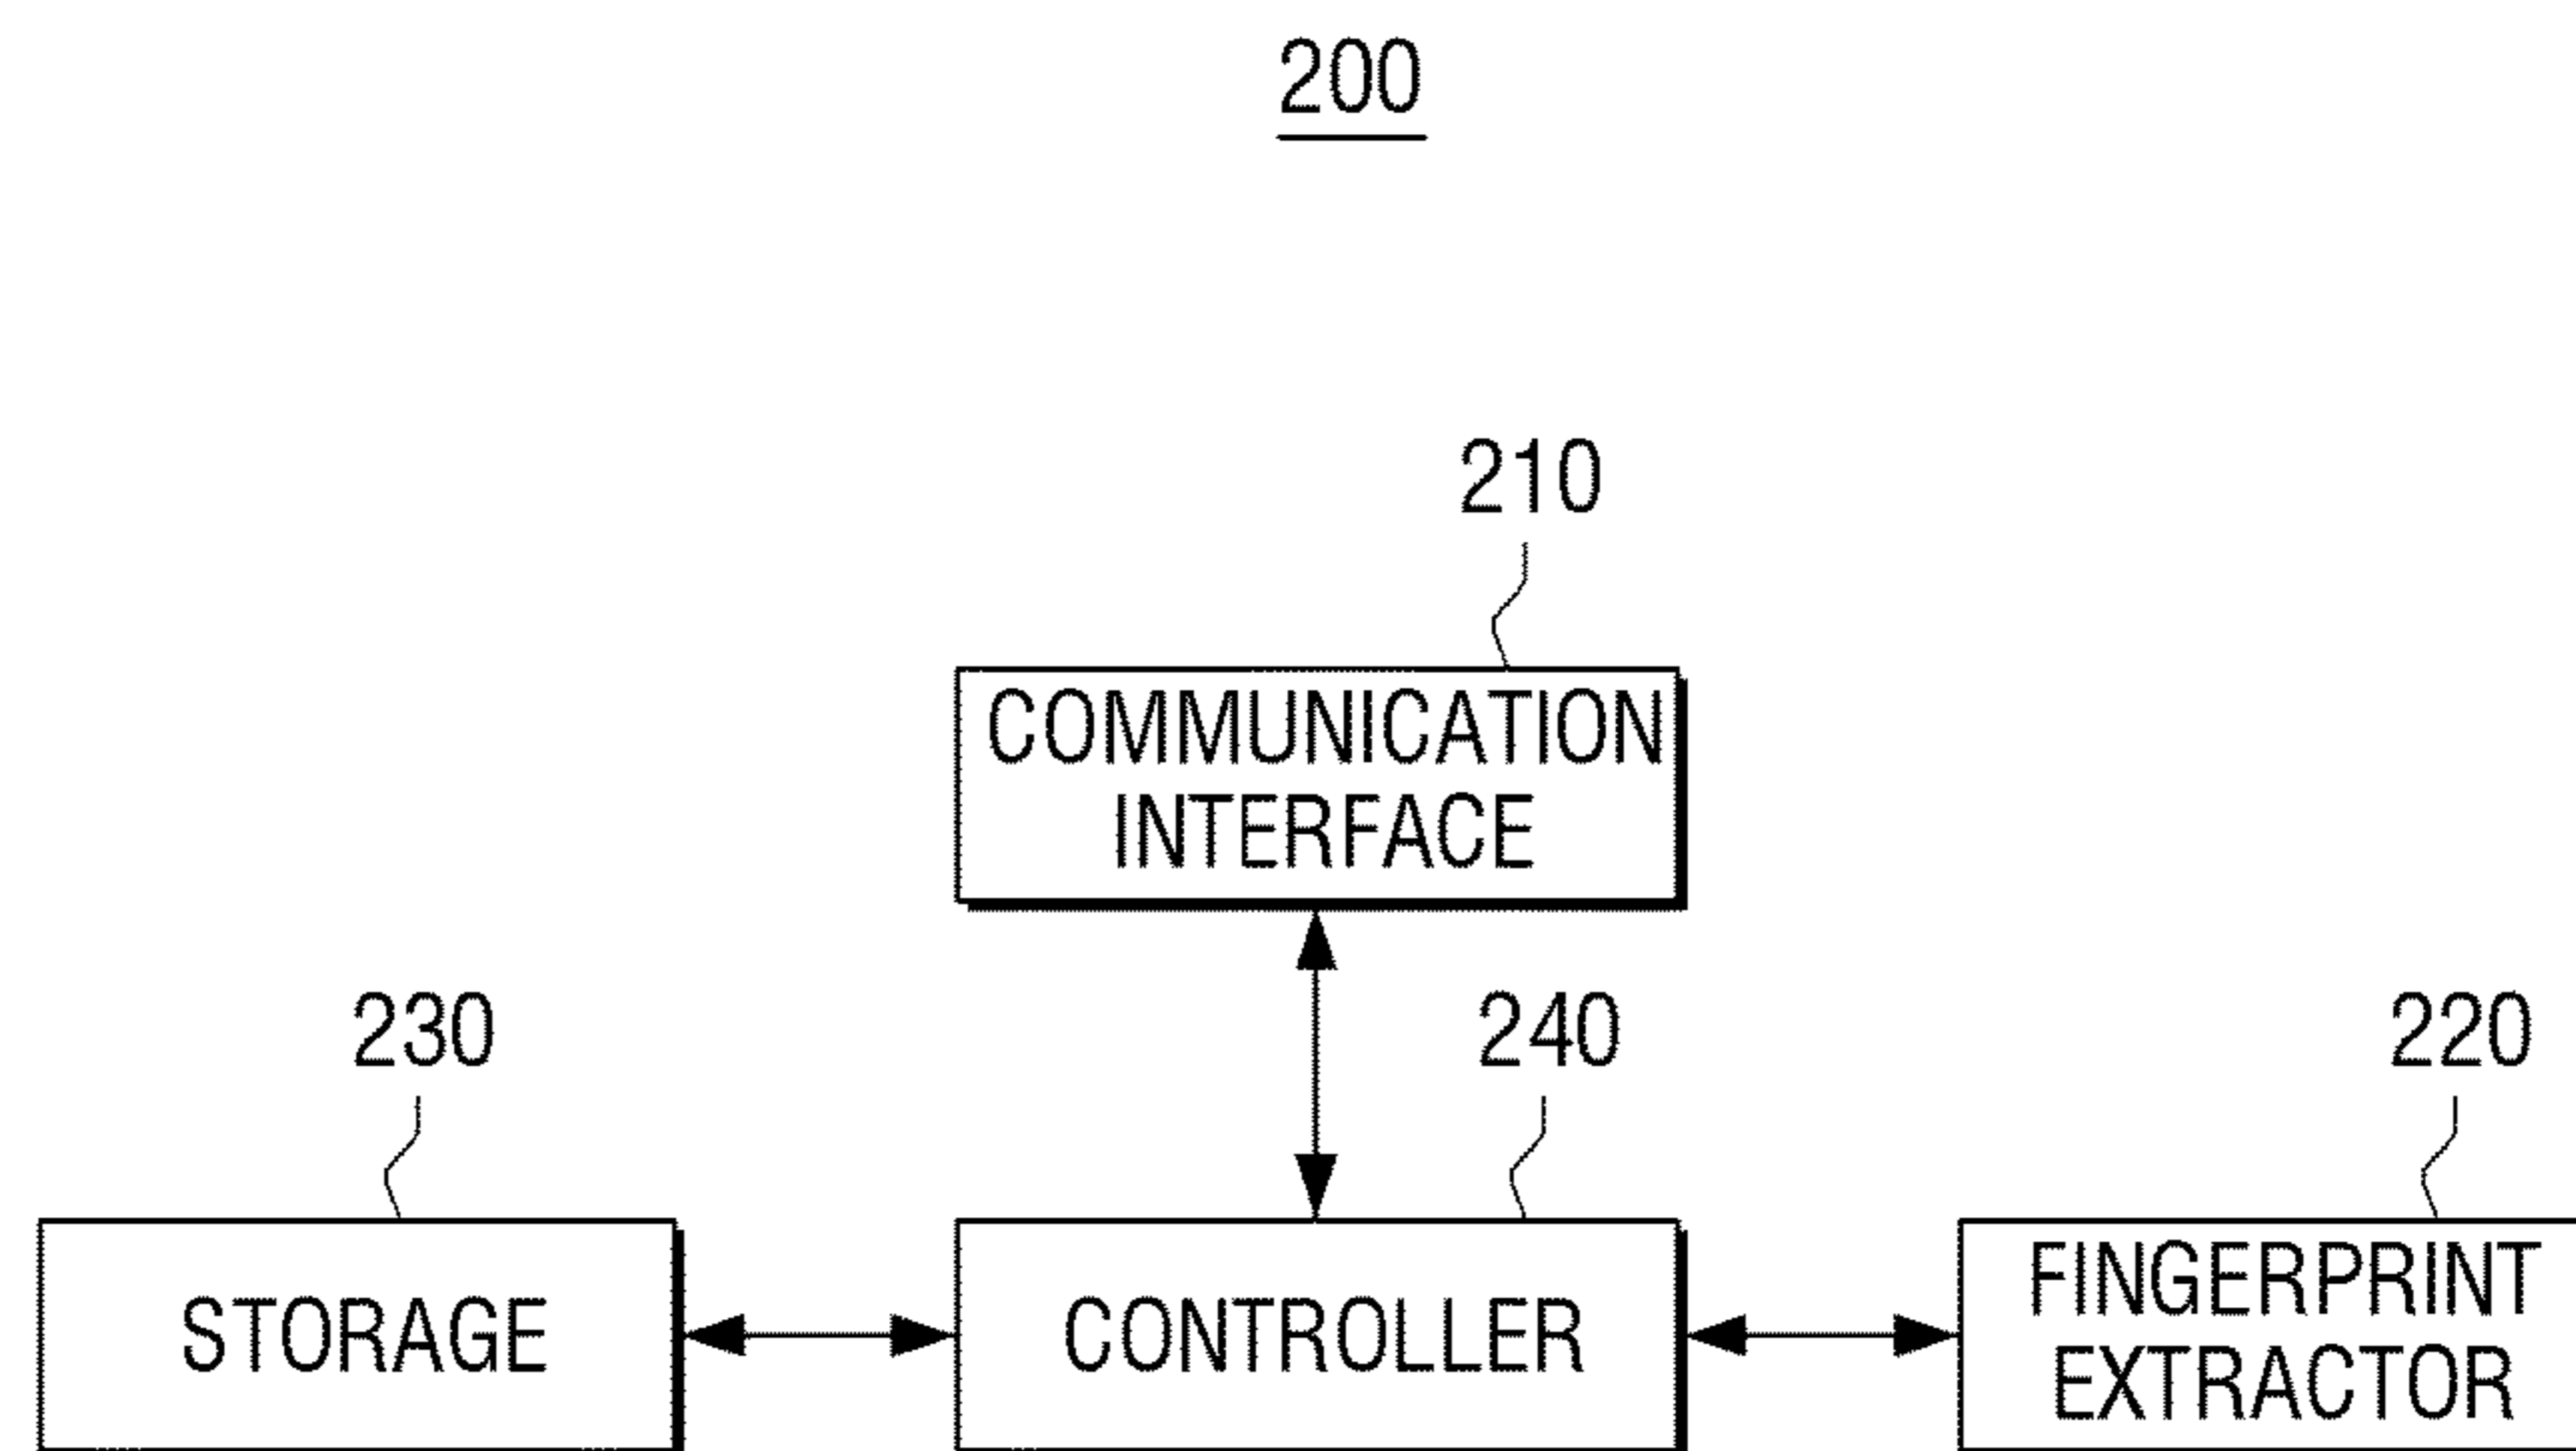 200
210
COMMUNICATION
INTERFACE
230
240
220
STORAGE
CONTROLLER
FINGERPRINT
EXTRACTOR